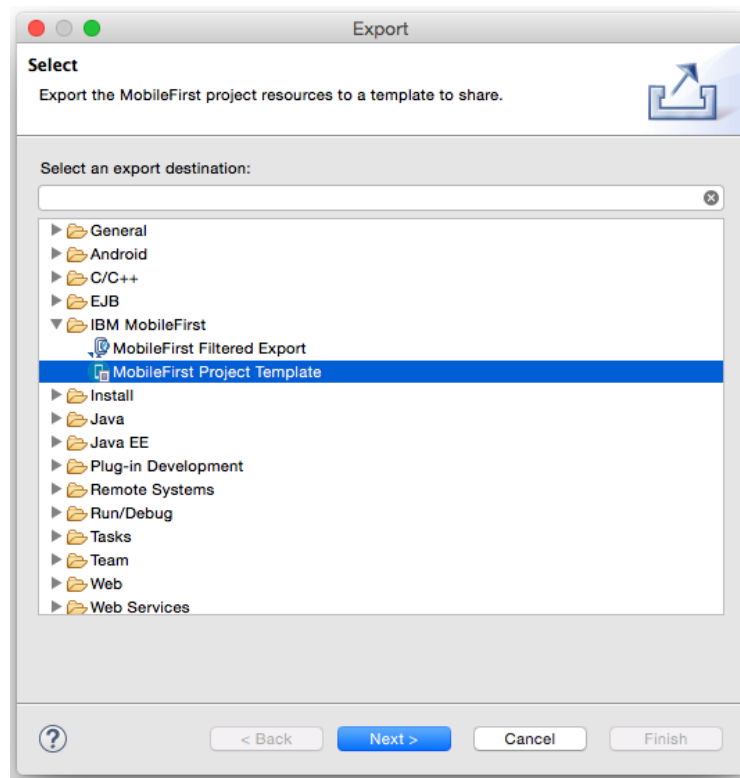 Export
Select
Export the MobileFirst project resources to a template to share.
Select an export destination:
General
Android
C/C++
EJB
IBM MobileFirst
MobileFirst Filtered Export
MobileFirst Project Template
Install
Java
Java EE
Plug-in Development
Remote Systems
Run/Debug
Tasks
Team
Web
Web Services
? < Back Next > Cancel Finish